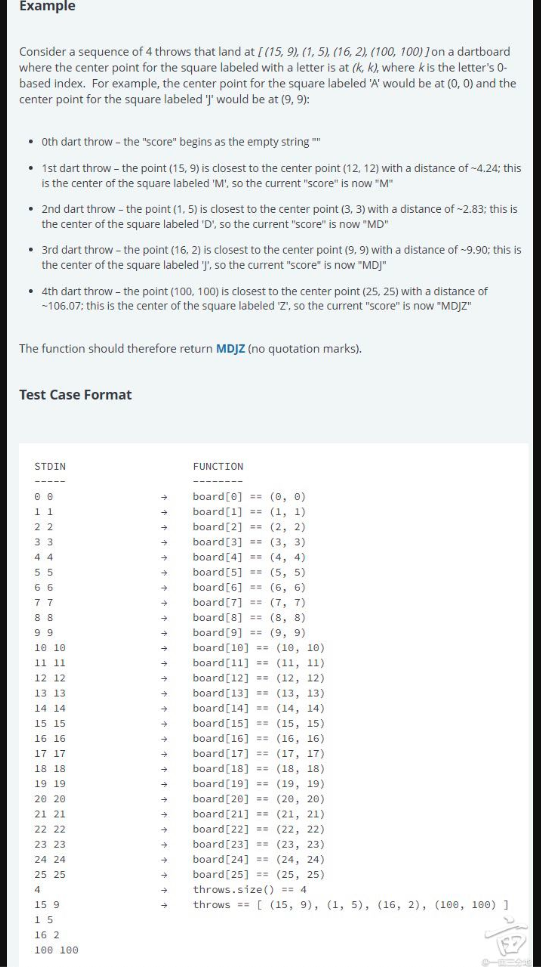 Example
Consider a sequence of 4 throws that land at [ (15, 9), (1, 5), (16, 2), (100, 100) ] on a dartboard
where the center point for the square labeled with a letter is at (k, k), where k is the letter's 0-
based index. For example, the center point for the square labeled 'A' would be at (0, 0) and the
center point for the square labeled 'J' would be at (9, 9):
• 0th dart throw – the "score" begins as the empty string ""
• 1st dart throw – the point (15, 9) is closest to the center point (12, 12) with a distance of ~4.24; this
is the center of the square labeled 'M', so the current "score" is now "M"
• 2nd dart throw – the point (1, 5) is closest to the center point (3, 3) with a distance of ~2.83; this is
the center of the square labeled 'D', so the current "score" is now "MD"
• 3rd dart throw – the point (16, 2) is closest to the center point (9, 9) with a distance of ~9.90; this is
the center of the square labeled 'J', so the current "score" is now "MDJ"
• 4th dart throw – the point (100, 100) is closest to the center point (25, 25) with a distance of
~106.07; this is the center of the square labeled 'Z', so the current "score" is now "MDJZ"
The function should therefore return MDJZ (no quotation marks).
Test Case Format
STDIN FUNCTION
----- --------
0 0 → board[0] == (0, 0)
1 1 → board[1] == (1, 1)
2 2 → board[2] == (2, 2)
3 3 → board[3] == (3, 3)
4 4 → board[4] == (4, 4)
5 5 → board[5] == (5, 5)
6 6 → board[6] == (6, 6)
7 7 → board[7] == (7, 7)
8 8 → board[8] == (8, 8)
9 9 → board[9] == (9, 9)
10 10 → board[10] == (10, 10)
11 11 → board[11] == (11, 11)
12 12 → board[12] == (12, 12)
13 13 → board[13] == (13, 13)
14 14 → board[14] == (14, 14)
15 15 → board[15] == (15, 15)
16 16 → board[16] == (16, 16)
17 17 → board[17] == (17, 17)
18 18 → board[18] == (18, 18)
19 19 → board[19] == (19, 19)
20 20 → board[20] == (20, 20)
21 21 → board[21] == (21, 21)
22 22 → board[22] == (22, 22)
23 23 → board[23] == (23, 23)
24 24 → board[24] == (24, 24)
25 25 → board[25] == (25, 25)
4 → throws.size() == 4
15 9 → throws == [ (15, 9), (1, 5), (16, 2), (100, 100) ]
1 5
16 2
100 100